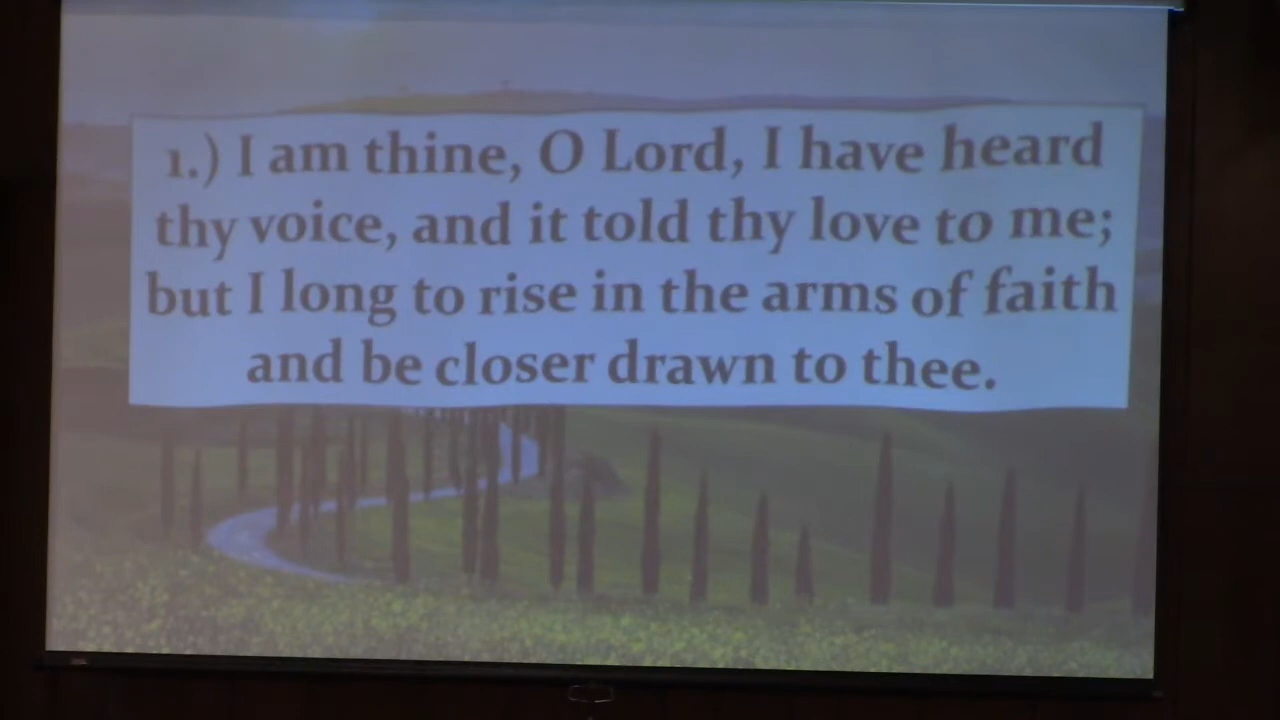 1.) I am thine, O Lord, I have heard
thy voice, and it told thy love to me;
but I long to rise in the arms of faith
and be closer drawn to thee.